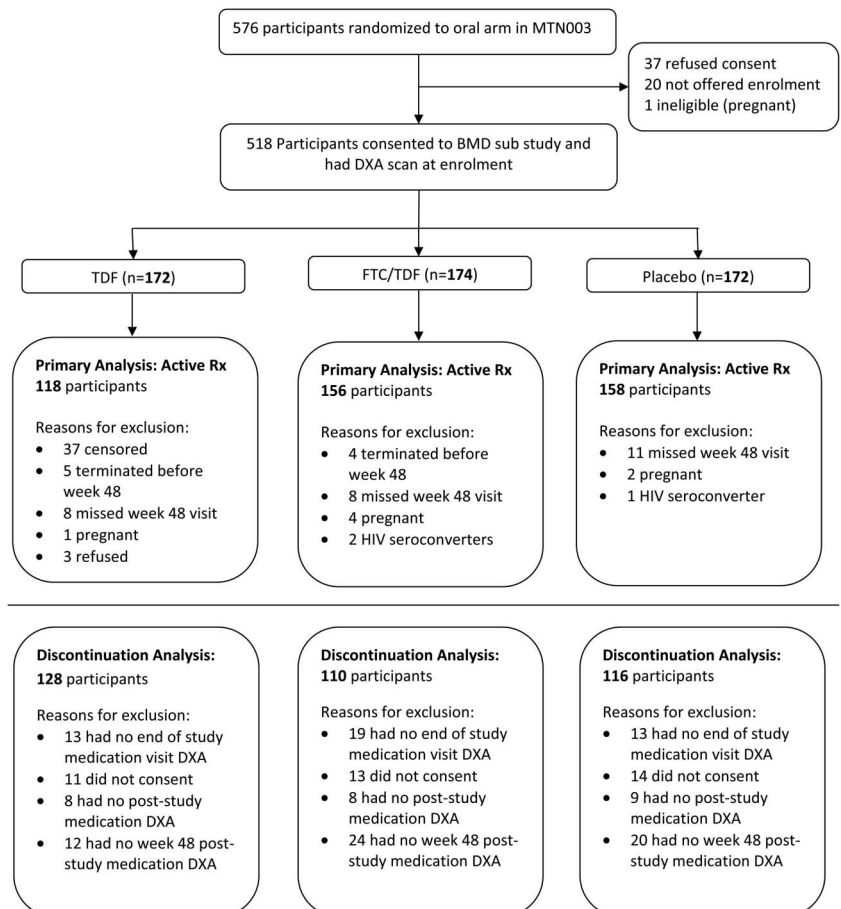 576 participants randomized to oral arm in MTN003
37 refused consent
20 not offered enrolment
1 ineligible (pregnant)
518 Participants consented to BMD sub study and
had DXA scan at enrolment
TDF (n=172)
FTC/TDF (n=174)
Placebo (n=172)
Primary Analysis: Active Rx
118 participants
Reasons for exclusion:
• 37 censored
• 5 terminated before
week 48
• 8 missed week 48 visit
• 1 pregnant
• 3 refused
Primary Analysis: Active Rx
156 participants
Reasons for exclusion:
• 4 terminated before
week 48
• 8 missed week 48 visit
• 4 pregnant
• 2 HIV seroconverters
Primary Analysis: Active Rx
158 participants
Reasons for exclusion:
• 11 missed week 48 visit
• 2 pregnant
• 1 HIV seroconverter
Discontinuation Analysis:
128 participants
Reasons for exclusion:
• 13 had no end of study
medication visit DXA
• 11 did not consent
• 8 had no post-study
medication DXA
• 12 had no week 48 post-
study medication DXA
Discontinuation Analysis:
110 participants
Reasons for exclusion:
• 19 had no end of study
medication visit DXA
• 13 did not consent
• 8 had no post-study
medication DXA
• 24 had no week 48 post-
study medication DXA
Discontinuation Analysis:
116 participants
Reasons for exclusion:
• 13 had no end of study
medication visit DXA
• 14 did not consent
• 9 had no post-study
medication DXA
• 20 had no week 48 post-
study medication DXA